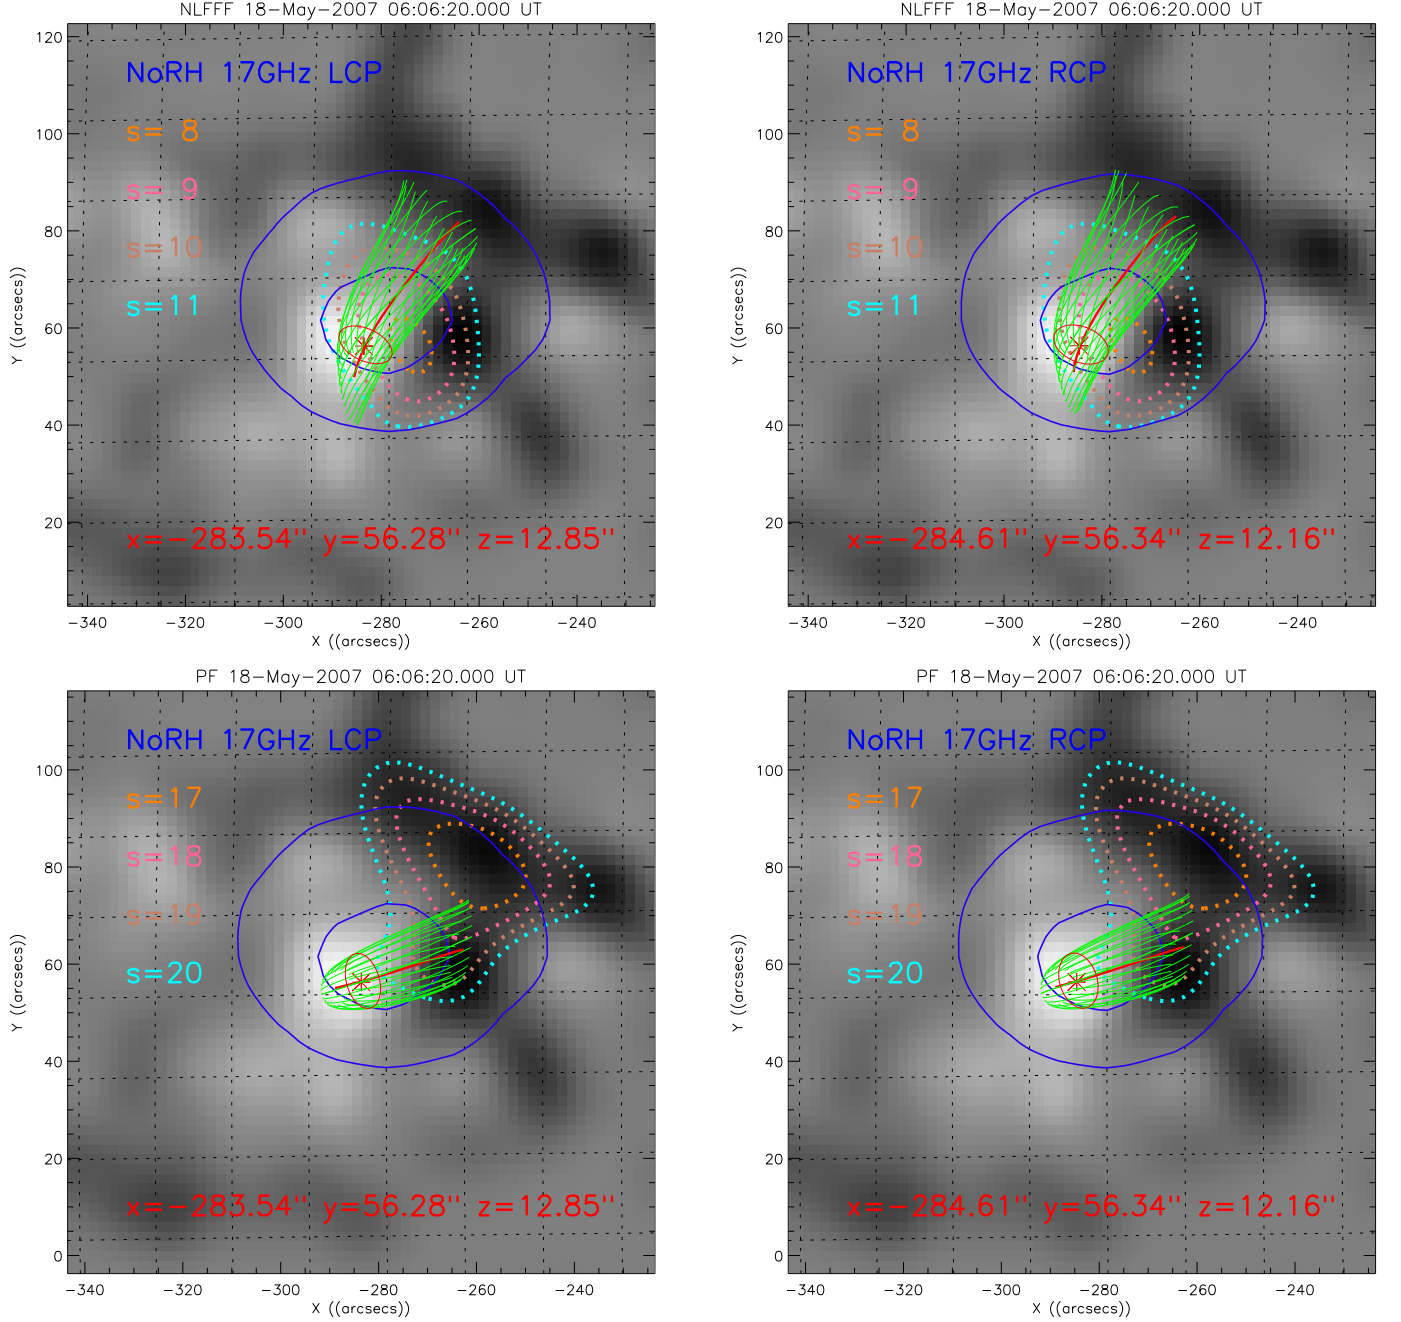 NLFFF 18-May-2007 06:06:20.000 UT
NoRH 17GHz LCP
s= 8
s= 9
s=10
s=11
x=-283.54" y=56.28" z=12.85"
120
100
80
60
40
20
Y ((arcsecs))
-340 -320 -300 -280 -260 -240
X ((arcsecs))
NLFFF 18-May-2007 06:06:20.000 UT
NoRH 17GHz RCP
s= 8
s= 9
s=10
s=11
x=-284.61" y=56.34" z=12.16"
120
100
80
60
40
20
Y ((arcsecs))
-340 -320 -300 -280 -260 -240
X ((arcsecs))
PF 18-May-2007 06:06:20.000 UT
NoRH 17GHz LCP
s=17
s=18
s=19
s=20
x=-283.54" y=56.28" z=12.85"
100
80
60
40
20
0
Y ((arcsecs))
-340 -320 -300 -280 -260 -240
X ((arcsecs))
PF 18-May-2007 06:06:20.000 UT
NoRH 17GHz RCP
s=17
s=18
s=19
s=20
x=-284.61" y=56.34" z=12.16"
100
80
60
40
20
0
Y ((arcsecs))
-340 -320 -300 -280 -260 -240
X ((arcsecs))